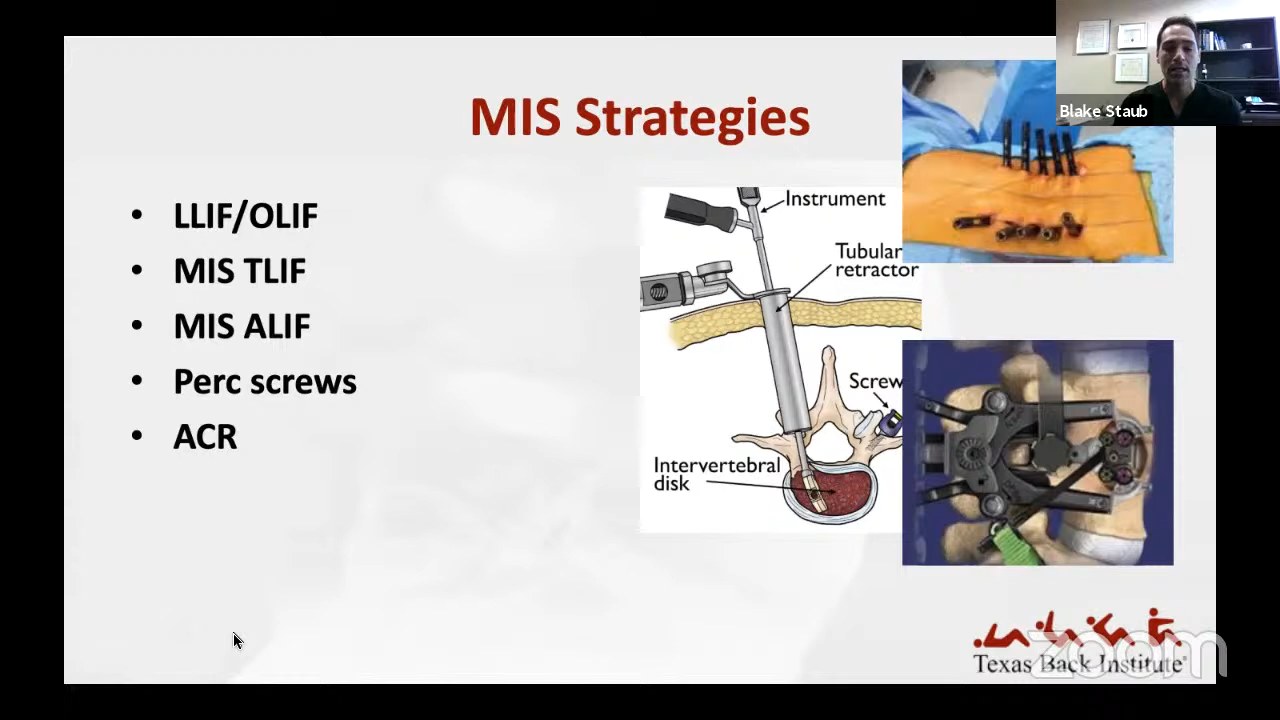 MIS Strategies
Blake Staub
• LLIF/OLIF
• MIS TLIF
• MIS ALIF
• Perc screws
• ACR
Instrument
Tubular
retractor
Screw
Intervertebral
disk
Texas Back Institute®
zoom